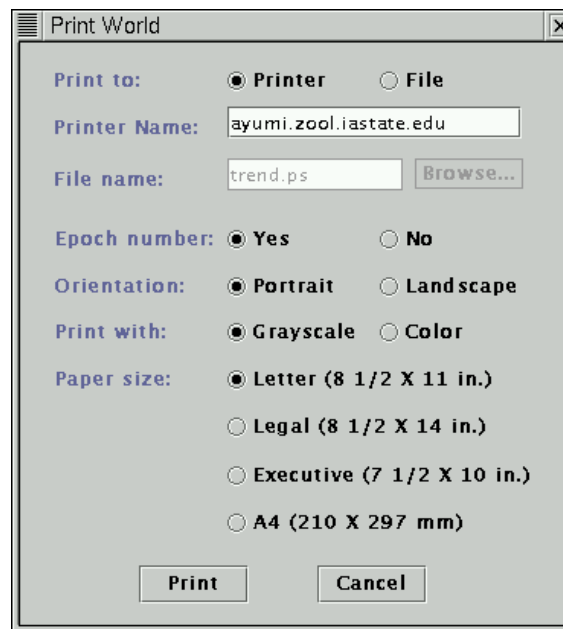 Print World
Print to: Printer File
Printer Name: ayumi.zool.iastate.edu
File name: trend.ps Browse...
Epoch number: Yes No
Orientation: Portrait Landscape
Print with: Grayscale Color
Paper size: Letter (8 1/2 X 11 in.)
Legal (8 1/2 X 14 in.)
Executive (7 1/2 X 10 in.)
A4 (210 X 297 mm)
Print Cancel